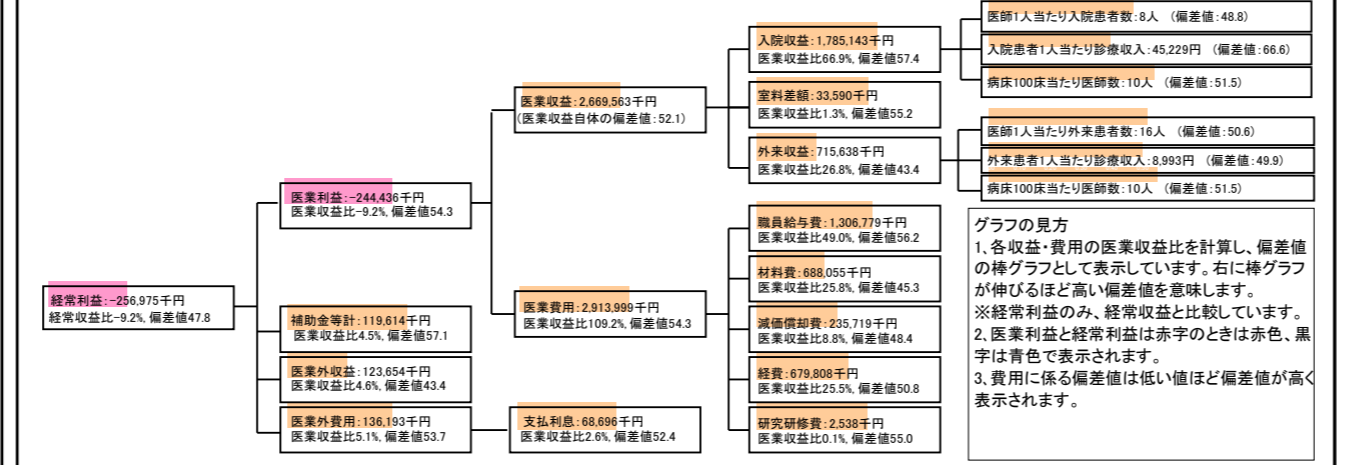 経常利益:-256,975千円
経常収支比-9.2%, 偏差値47.8
医業利益:-244,436千円
医業収益比-9.2%, 偏差値54.3
補助金等計:119,614千円
医業収益比4.5%, 偏差値57.1
医業外収益:123,654千円
医業収益比4.6%, 偏差値43.4
医業外費用:136,193千円
医業収益比5.1%, 偏差値53.7
医業収益:2,669,563千円
(医業収益自体の偏差値:52.1)
医業費用:2,913,999千円
医業収益比109.2%, 偏差値54.3
支払利息:68,696千円
医業収益比2.6%, 偏差値52.4
入院収益:1,785,143千円
医業収益比66.9%, 偏差値57.4
室料差額:33,590千円
医業収益比1.3%, 偏差値55.2
外来収益:715,638千円
医業収益比26.8%, 偏差値43.4
職員給与費:1,306,779千円
医業収益比49.0%, 偏差値56.2
材料費:688,055千円
医業収益比25.8%, 偏差値45.3
減価償却費:235,719千円
医業収益比8.8%, 偏差値48.4
経費:679,808千円
医業収益比25.5%, 偏差値50.8
研究研修費:2,538千円
医業収益比0.1%, 偏差値55.0
医師1人当たり入院患者数:8人 (偏差値:48.8)
入院患者1人当たり診療収入:45,229円 (偏差値:66.6)
病床100床当たり医師数:10人 (偏差値:51.5)
医師1人当たり外来患者数:16人 (偏差値:50.6)
外来患者1人当たり診療収入:8,993円 (偏差値:49.9)
病床100床当たり医師数:10人 (偏差値:51.5)
グラフの見方
1、各収益・費用の医業収益比を計算し、偏差値
の棒グラフとして表示しています。右に棒グラフ
が伸びるほど高い偏差値を意味します。
※経常利益のみ、経常収益と比較しています。
2、医業利益と経常利益は赤字のときは赤色、黒
字は青色で表示されます。
3、費用に係る偏差値は低い値ほど偏差値が高く
表示されます。